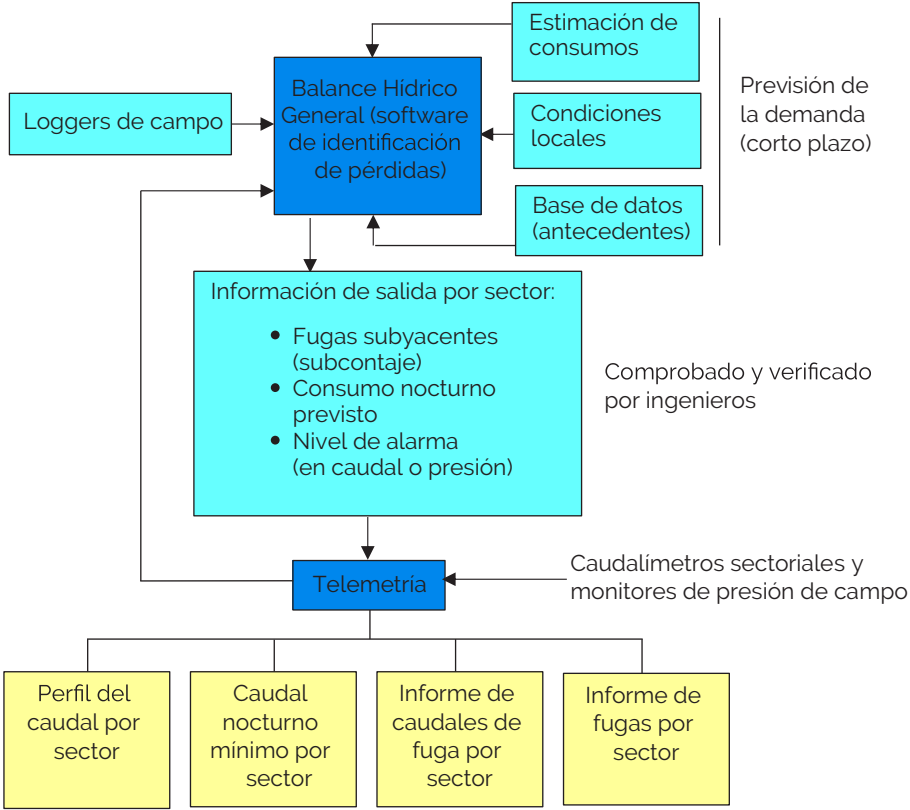 Estimación de
consumos
Balance Hídrico
General (software
de identificación
de pérdidas)
Loggers de campo
Condiciones
locales
Base de datos
(antecedentes)
Previsión de
la demanda
(corto plazo)
Información de salida por sector:
• Fugas subyacentes
(subcontaje)
• Consumo nocturno
previsto
• Nivel de alarma
(en caudal o presión)
Comprobado y verificado
por ingenieros
Telemetría
Caudalímetros sectoriales y
monitores de presión de campo
Perfil del
caudal por
sector
Caudal
nocturno
mínimo por
sector
Informe de
caudales de
fuga por
sector
Informe de
fugas por
sector